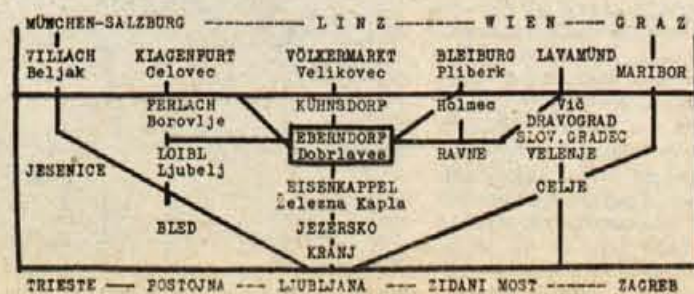 MÜNCHEN-SALZBURG ------- L I N Z ------- W I E N ---- G R A Z
VILLACH KLAGENFURT VÖLKERMARKT BLEIBURG LAVAMÜND
Beljak Celovec Velikovec Pliberk MARIBOR
FERLACH KÜHNSDORF Holmec Vič
Borovlje DRAVOGRAD
EBERNDORF SLOV.GRADEC
LOIBL Dobrlaves RAVNE VELENJE
Ljubelj
JESENICE EISENKAPPEL CELJE
Železna Kapla
BLED JEZERSKO
KRANJ
TRIESTE —— POSTOJNA --- LJUBLJANA ---- ZIDANI MOST ------ ZAGREB